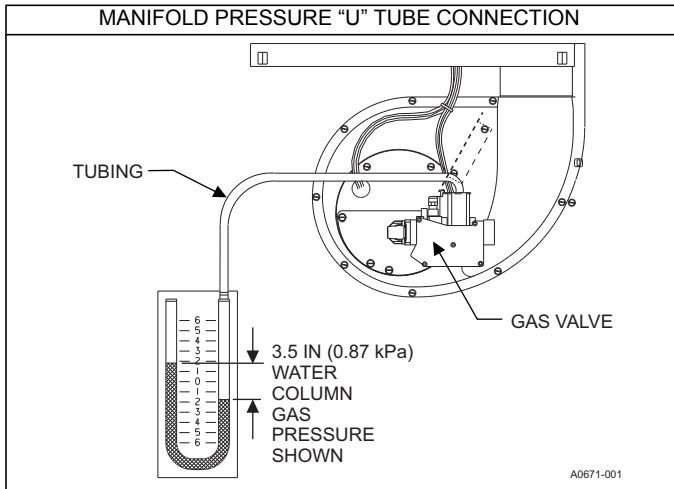 MANIFOLD PRESSURE “U” TUBE CONNECTION
TUBING
GAS VALVE
6
5
4
3
2
1
0
1
2
3
4
5
6
3.5 IN (0.87 kPa)
WATER
COLUMN
GAS
PRESSURE
SHOWN
A0671-001